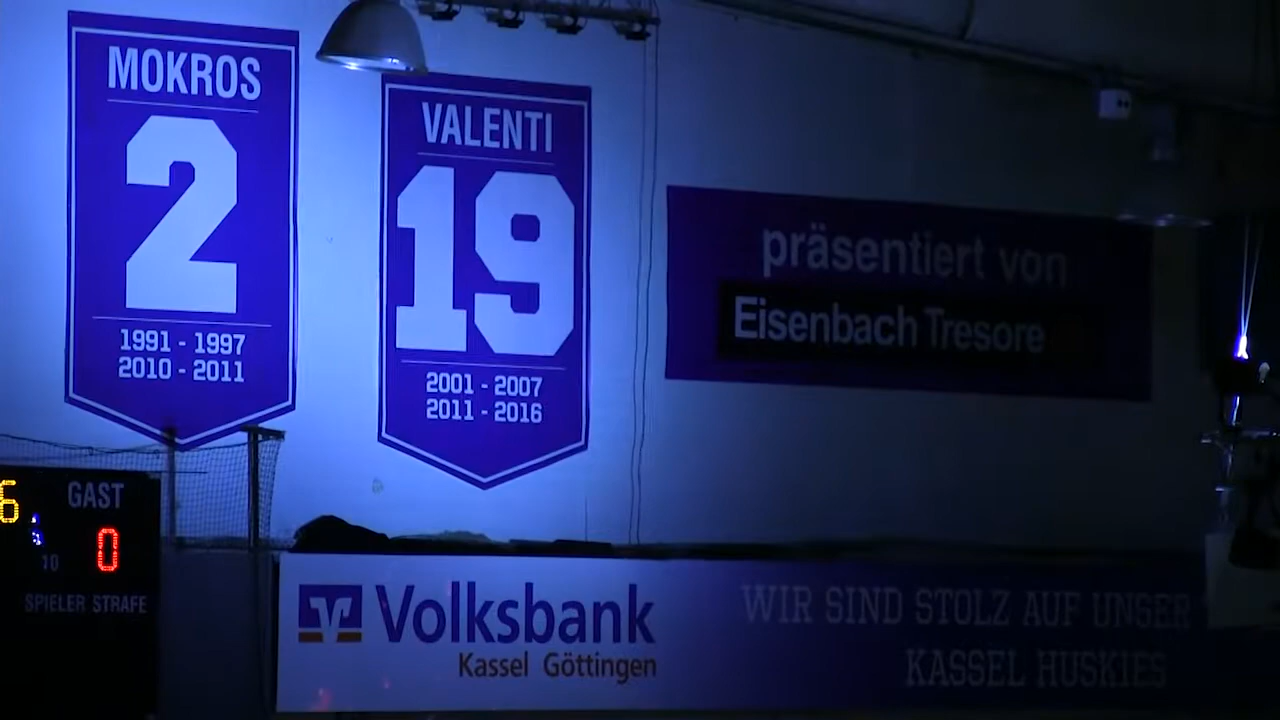 MOKROS
2
1991 - 1997
2010 - 2011
VALENTI
19
2001 - 2007
2011 - 2016
präsentiert von
Eisenbach Tresore
6
GAST
0
10
SPIELER STRAFE
Volksbank
Kassel Göttingen
WIR SIND STOLZ AUF UNSER
KASSEL HUSKIES